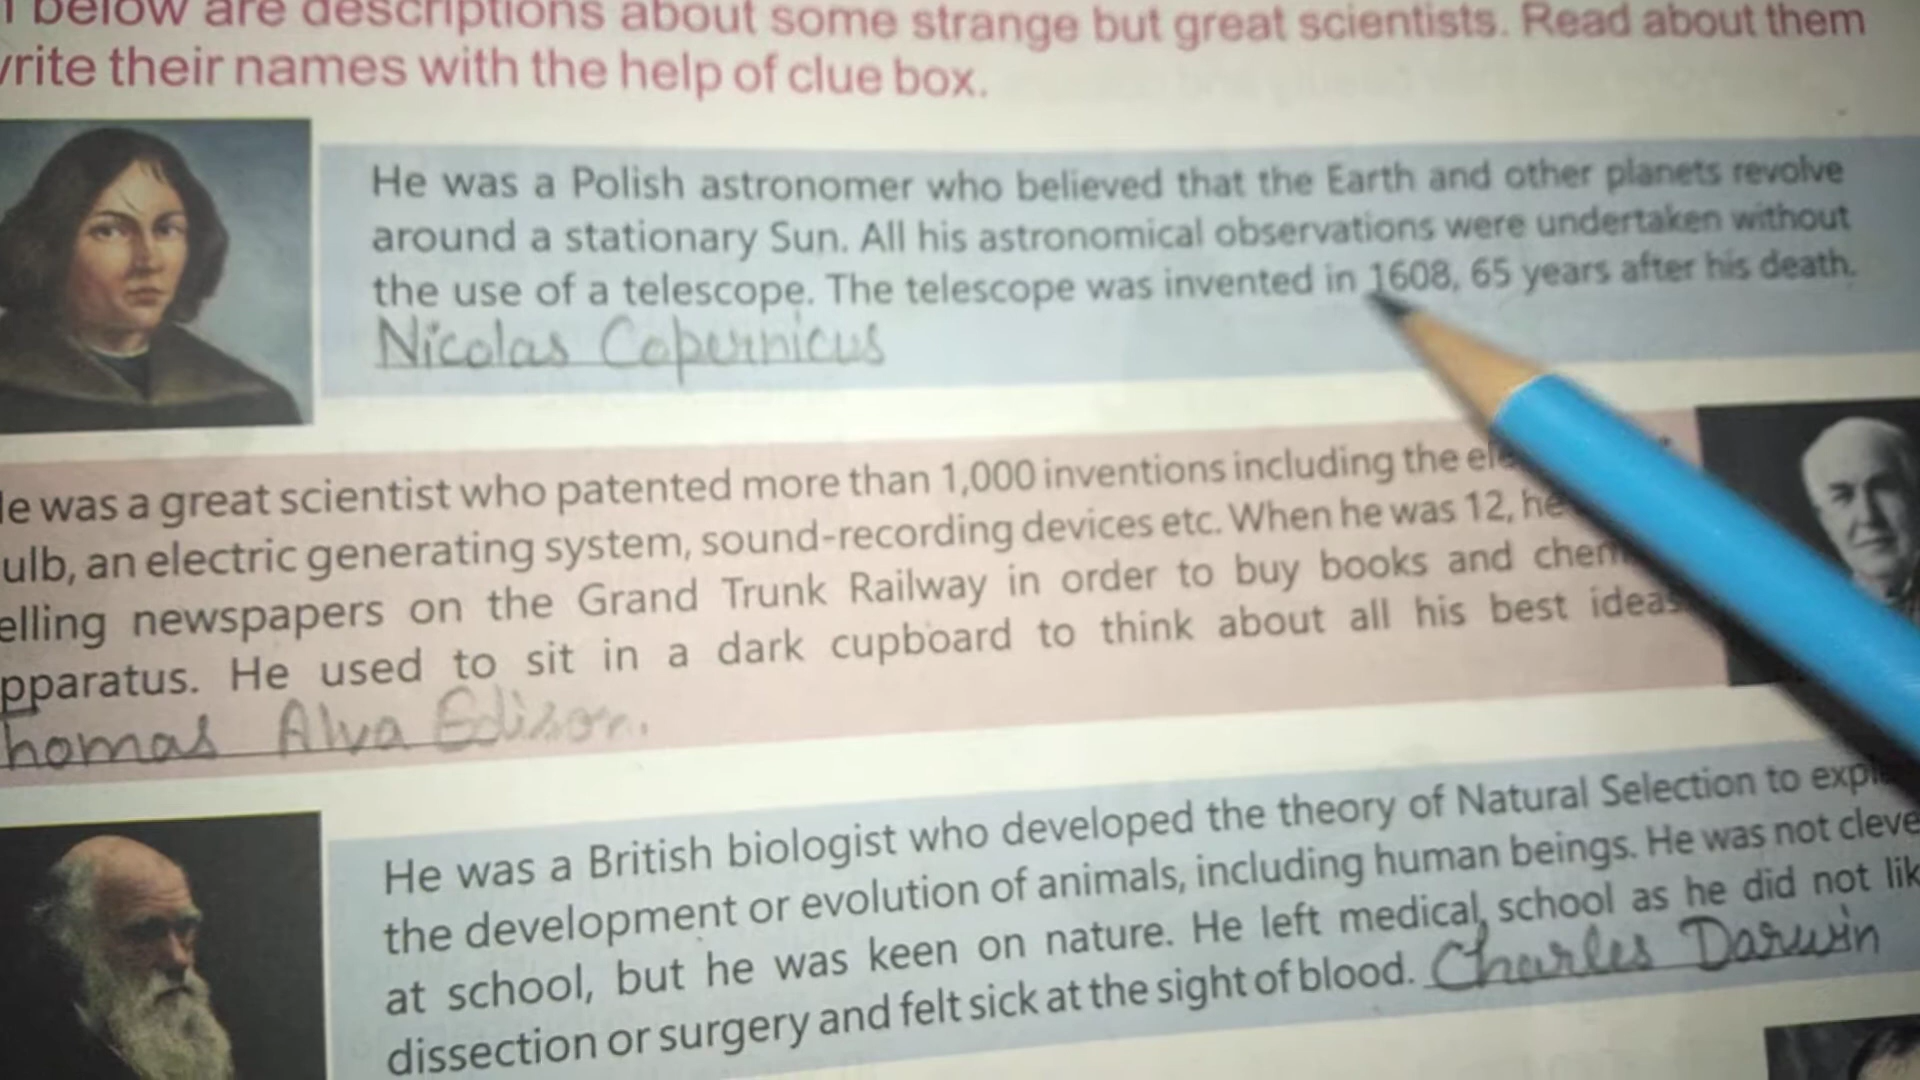 below are descriptions about some strange but great scientists. Read about them
write their names with the help of clue box.
He was a Polish astronomer who believed that the Earth and other planets revolve
around a stationary Sun. All his astronomical observations were undertaken without
the use of a telescope. The telescope was invented in 1608, 65 years after his death.
Nicolas Copernicus
He was a great scientist who patented more than 1,000 inventions including the
ulb, an electric generating system, sound-recording devices etc. When he was 12, he
elling newspapers on the Grand Trunk Railway in order to buy books and
pparatus. He used to sit in a dark cupboard to think about all his best ideas
homas Alva Edison.
He was a British biologist who developed the theory of Natural Selection to
the development or evolution of animals, including human beings. He was not cleve
at school, but he was keen on nature. He left medical school as he did not lik
dissection or surgery and felt sick at the sight of blood. Charles Darwin